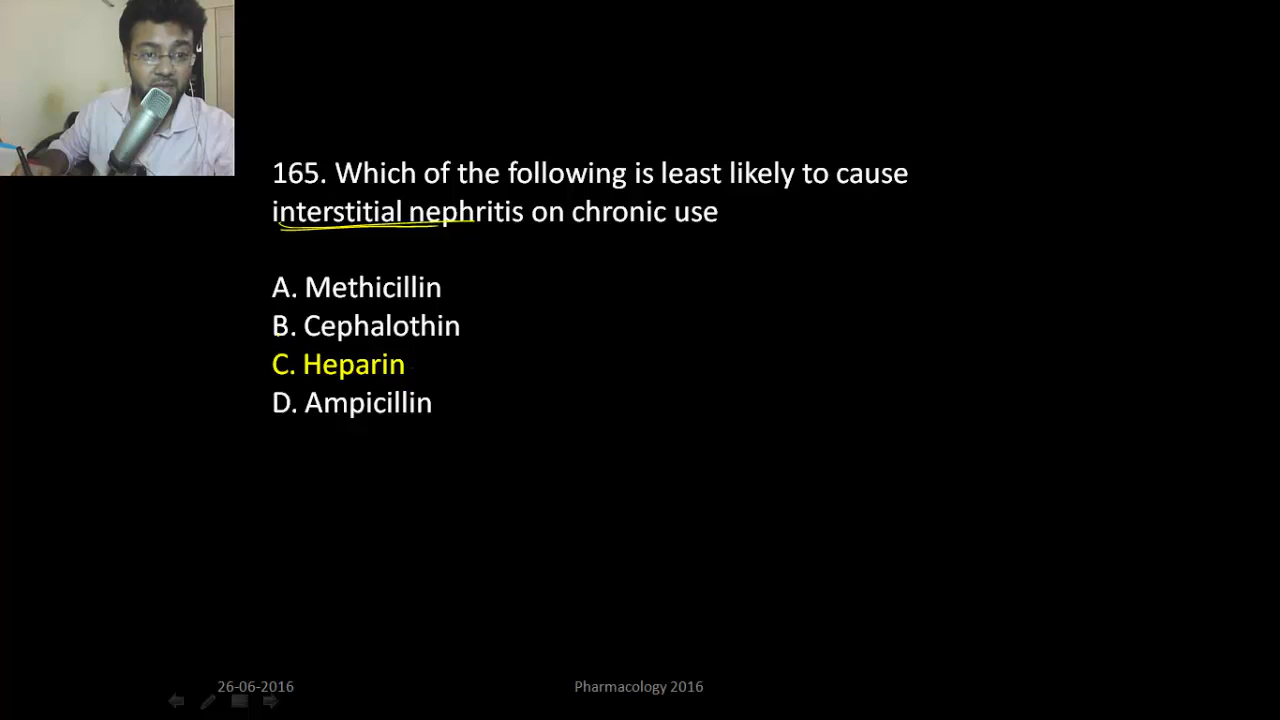 165. Which of the following is least likely to cause
interstitial nephritis on chronic use
A. Methicillin
B. Cephalothin
C. Heparin
D. Ampicillin
26-06-2016
Pharmacology 2016